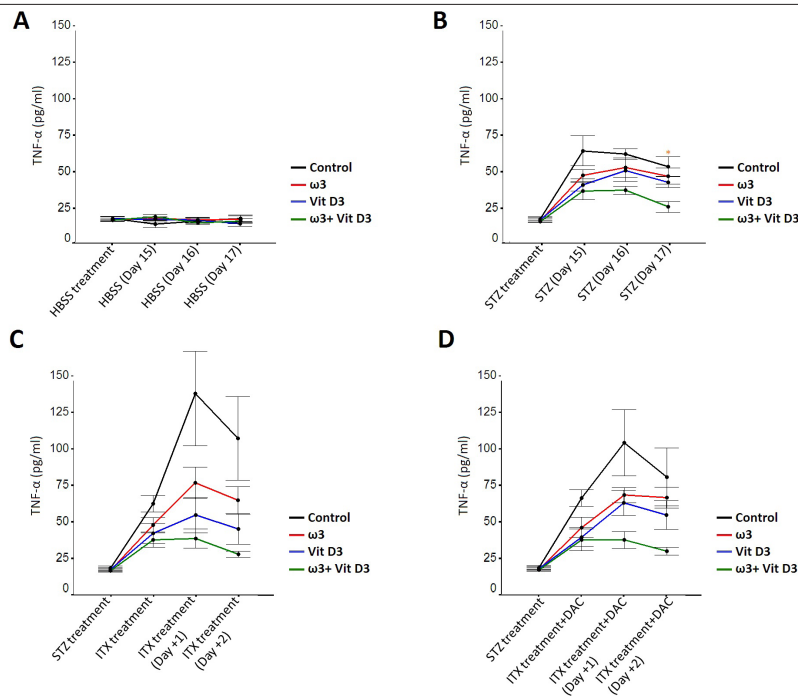 A
150
125
100
75
50
25
0
TNF-α (pg/ml)
HBSS treatment
HBSS (Day 15)
HBSS (Day 16)
HBSS (Day 17)
Control
ω3
Vit D3
ω3+ Vit D3
B
150
125
100
75
50
25
0
TNF-α (pg/ml)
*
STZ treatment
STZ (Day 15)
STZ (Day 16)
STZ (Day 17)
Control
ω3
Vit D3
ω3+ Vit D3
C
150
125
100
75
50
25
0
TNF-α (pg/ml)
STZ treatment
ITX treatment
ITX treatment
(Day +1)
ITX treatment
(Day +2)
Control
ω3
Vit D3
ω3+ Vit D3
D
150
125
100
75
50
25
0
TNF-α (pg/ml)
STZ treatment
ITX treatment+DAC
ITX treatment+DAC
(Day +1)
ITX treatment+DAC
(Day +2)
Control
ω3
Vit D3
ω3+ Vit D3